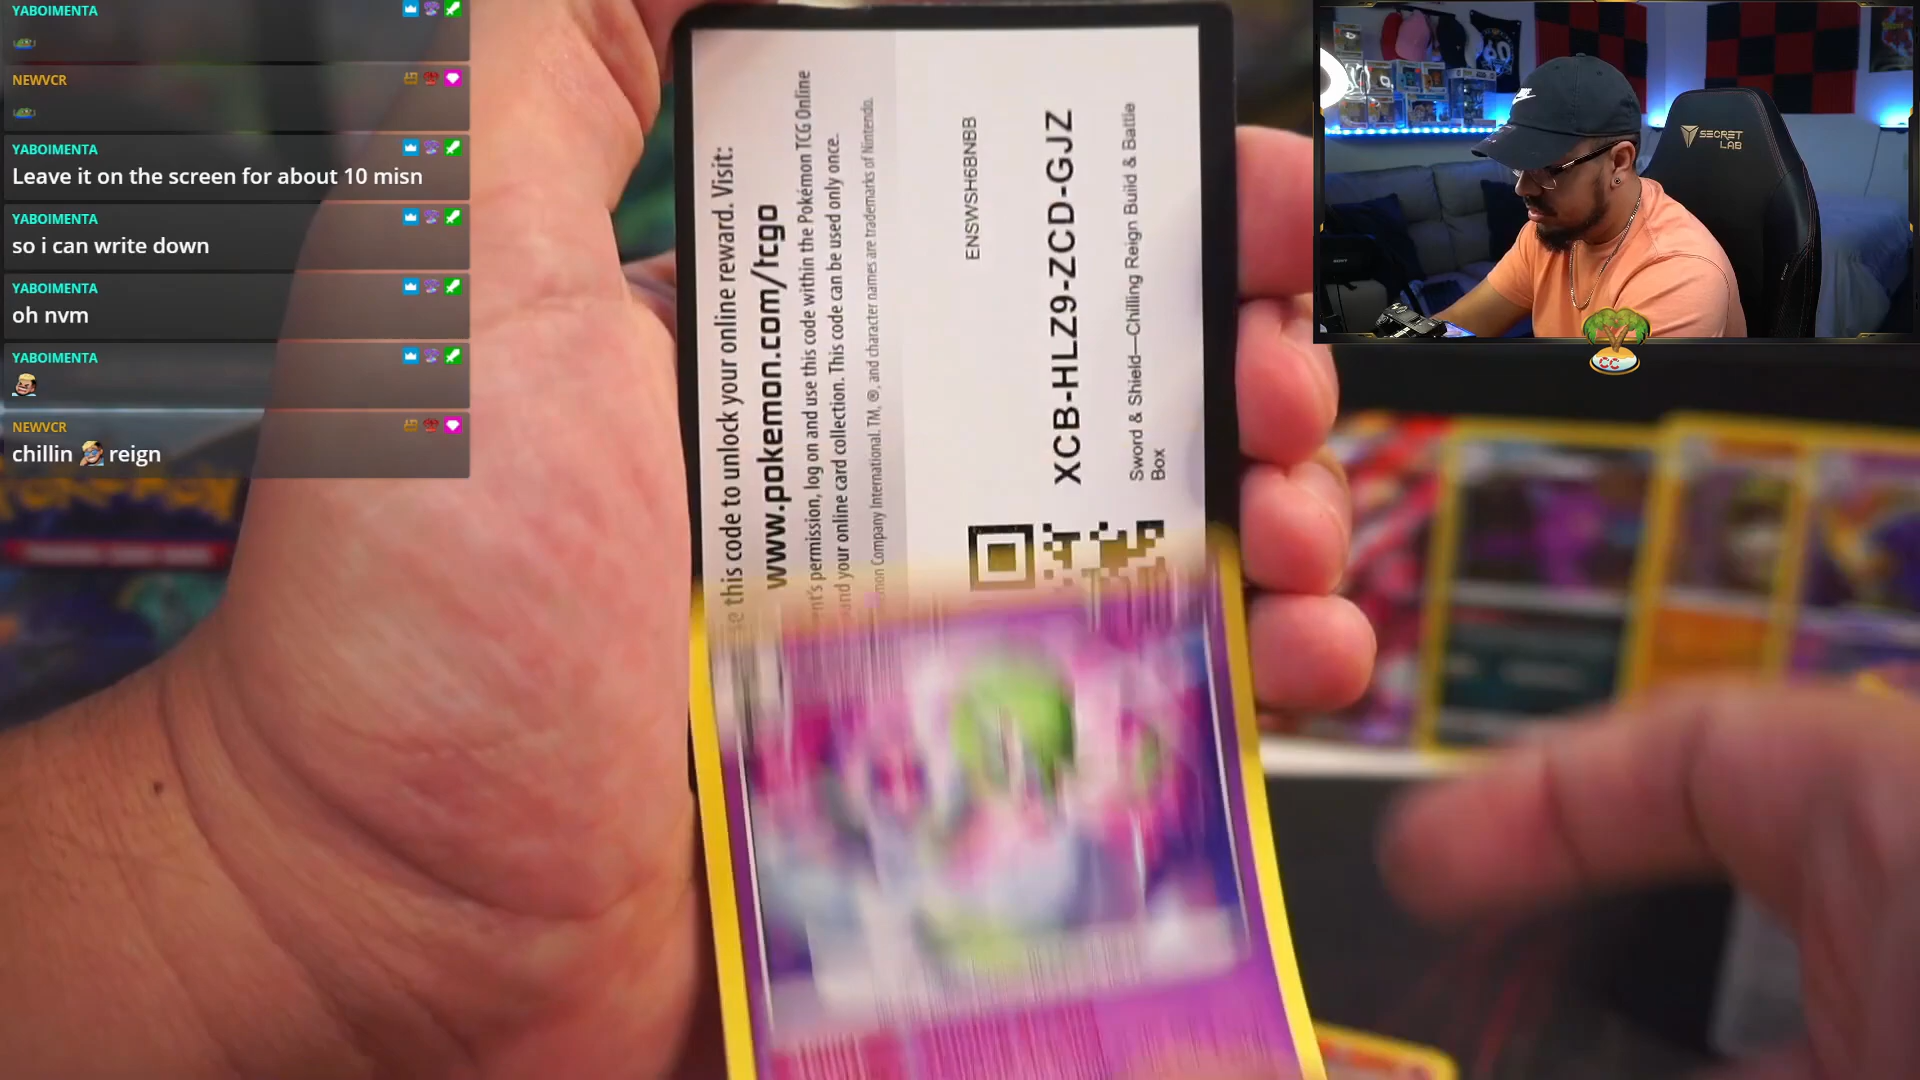 YABOIMENTA
NEWVCR
YABOIMENTA
Leave it on the screen for about 10 misn
YABOIMENTA
so i can write down
YABOIMENTA
oh nvm
YABOIMENTA
NEWVCR
chillin reign
this code to unlock your online reward. Visit:
www.pokemon.com/tcgo
permission, log on and use this code within the Pokémon TCG Online
and your online card collection. This code can be used only once.
Company International. TM, ®, and character names are trademarks of Nintendo.
ENSWSH6BNBB
XCB-HLZ9-ZCD-GJZ
Sword & Shield—Chilling Reign Build & Battle
Box
SECRET
LAB
60
CC